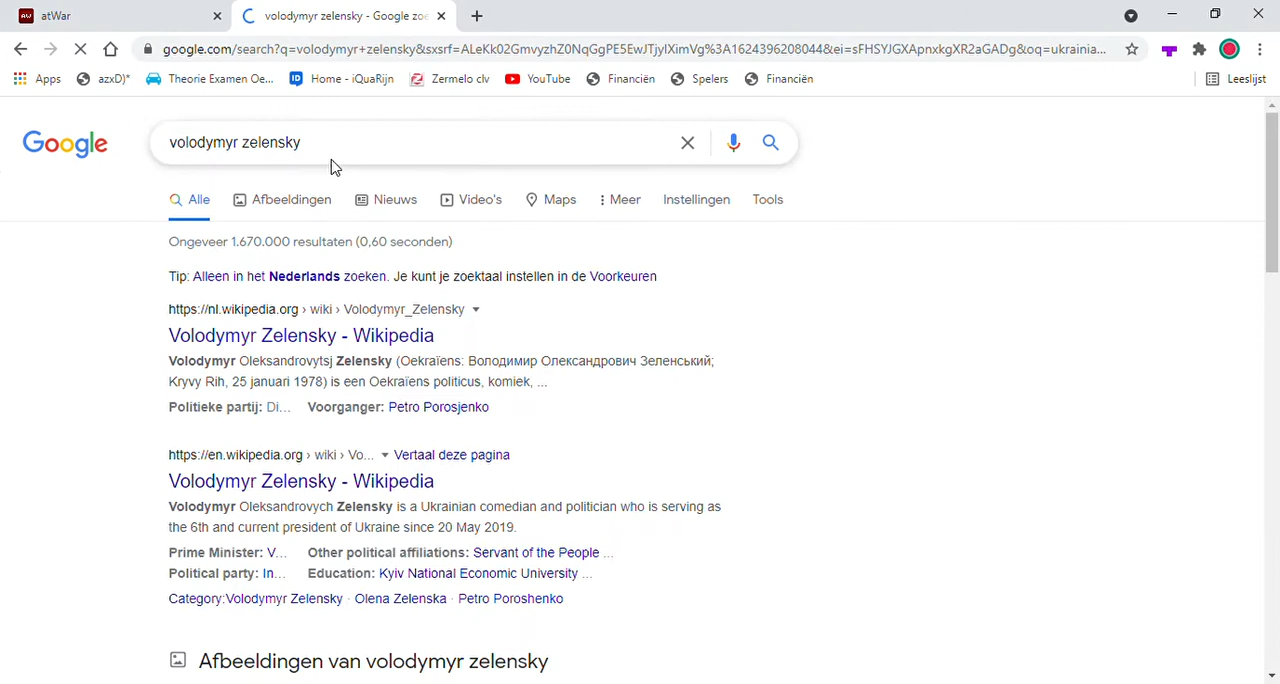 atWar
volodymyr zelensky - Google zoe
google.com/search?q=volodymyr+zelensky&sxsrf=ALeKk02GmvyzhZ0NqGgPE5EwJTjyIXimVg%3A1624396208044&ei=sFHSYJGXApnxkgXR2aGADg&oq=ukrainia...
Apps axzD)* Theorie Examen Oe... Home - iQuaRijn Zermelo clv YouTube Financiën Spelers Financiën Leeslijst
Google
volodymyr zelensky
Alle Afbeeldingen Nieuws Video's Maps Meer Instellingen Tools
Ongeveer 1.670.000 resultaten (0,60 seconden)
Tip: Alleen in het Nederlands zoeken. Je kunt je zoektaal instellen in de Voorkeuren
https://nl.wikipedia.org › wiki › Volodymyr_Zelensky
Volodymyr Zelensky - Wikipedia
Volodymyr Oleksandrovytsj Zelensky (Oekraïens: Володимир Олександрович Зеленський;
Kryvy Rih, 25 januari 1978) is een Oekraïens politicus, komiek, ...
Politieke partij: Di... Voorganger: Petro Porosjenko
https://en.wikipedia.org › wiki › Vo... Vertaal deze pagina
Volodymyr Zelensky - Wikipedia
Volodymyr Oleksandrovych Zelensky is a Ukrainian comedian and politician who is serving as
the 6th and current president of Ukraine since 20 May 2019.
Prime Minister: V... Other political affiliations: Servant of the People ...
Political party: In... Education: Kyiv National Economic University ...
Category:Volodymyr Zelensky · Olena Zelenska · Petro Poroshenko
Afbeeldingen van volodymyr zelensky